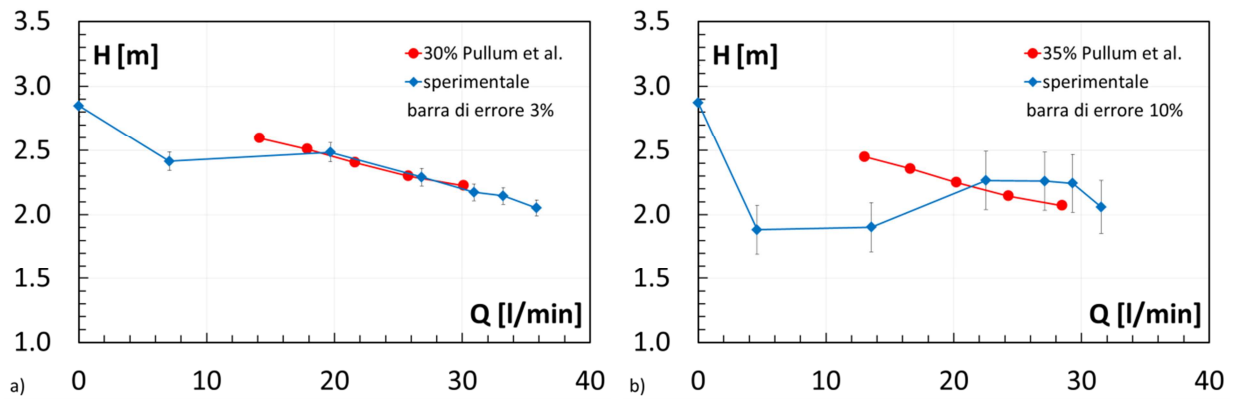 3.5
H [m]
30% Pullum et al.
sperimentale
barra di errore 3%
3.0
2.5
2.0
1.5
Q [l/min]
1.0
a)
0 10 20 30 40
3.5
H [m]
35% Pullum et al.
sperimentale
barra di errore 10%
3.0
2.5
2.0
1.5
Q [l/min]
1.0
b)
0 10 20 30 40